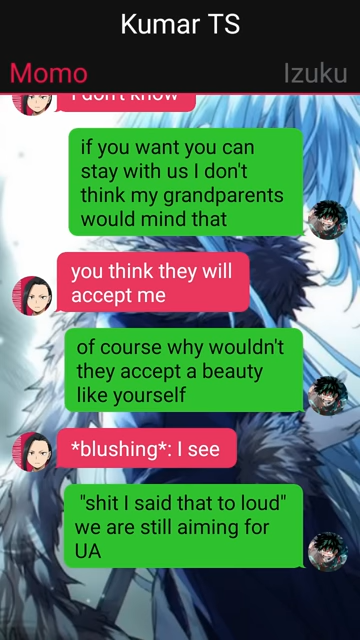 Kumar TS
Momo
Izuku
I don't know
if you want you can
stay with us I don't
think my grandparents
would mind that
you think they will
accept me
of course why wouldn't
they accept a beauty
like yourself
*blushing*: I see
"shit I said that to loud"
we are still aiming for
UA